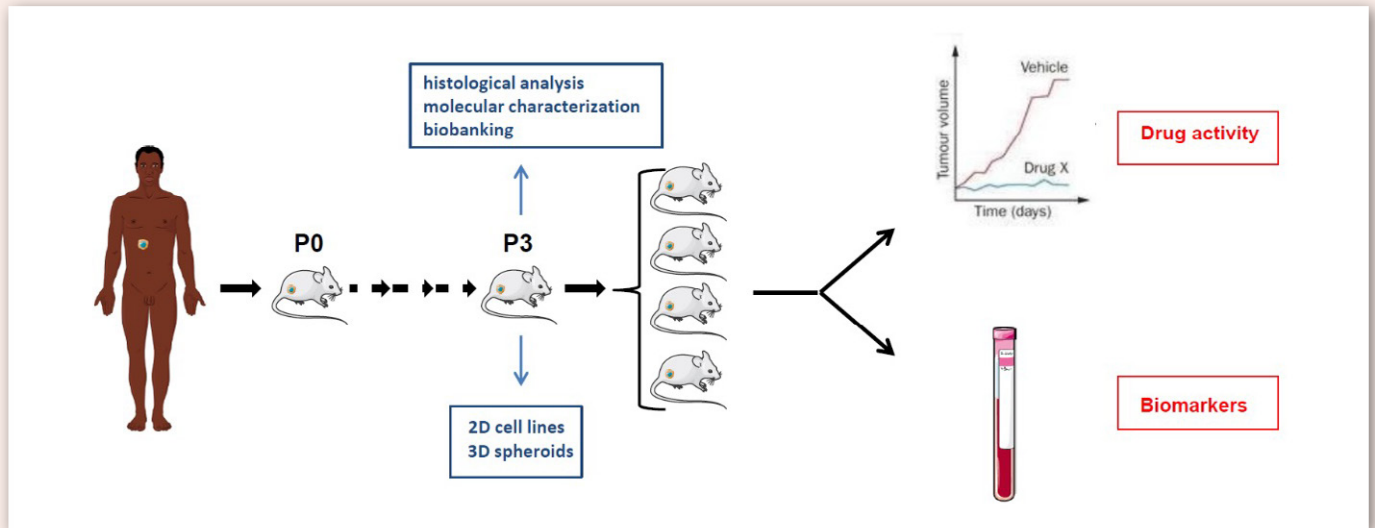 histological analysis
molecular characterization
biobanking
P0
P3
2D cell lines
3D spheroids
Tumour volume
Vehicle
Drug X
Time (days)
Drug activity
Biomarkers